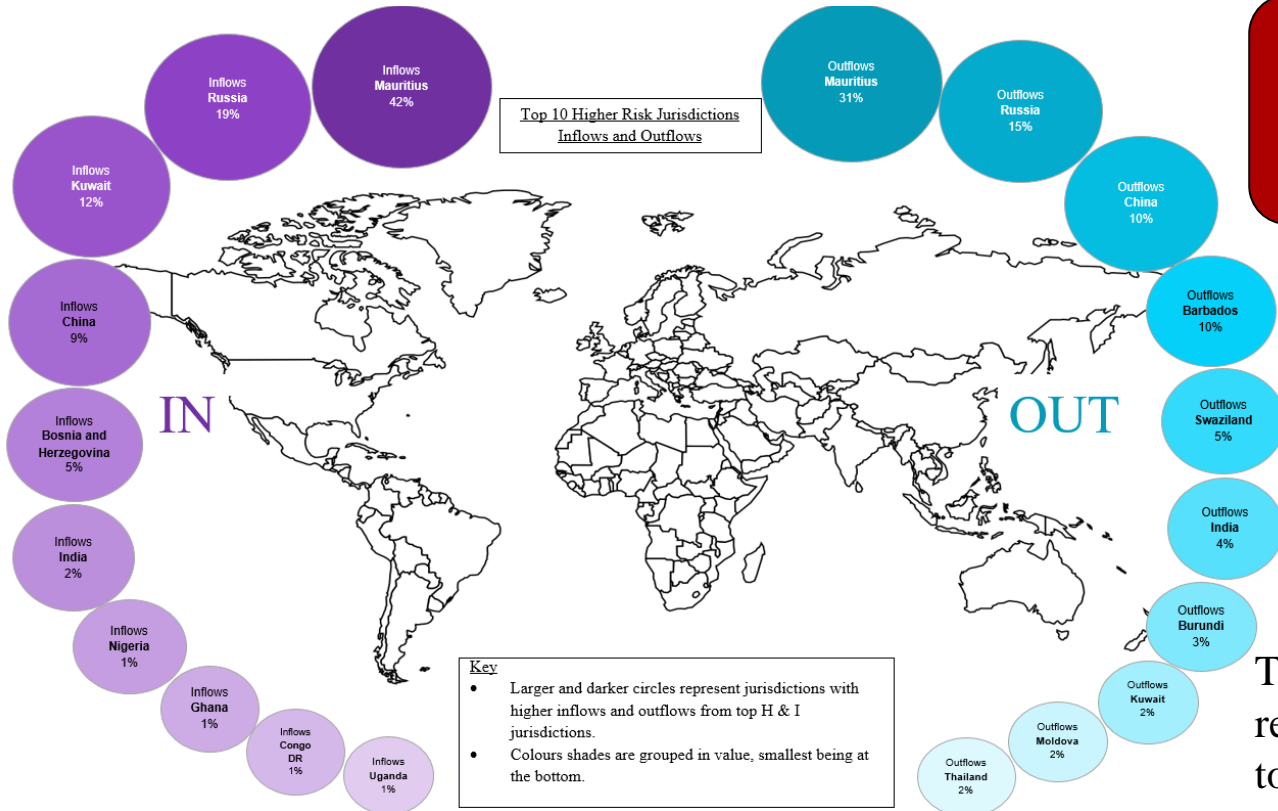 Inflows
Mauritius
42%
Inflows
Russia
19%
Inflows
Kuwait
12%
Inflows
China
9%
Inflows
Bosnia and
Herzegovina
5%
Inflows
India
2%
Inflows
Nigeria
1%
Inflows
Ghana
1%
Inflows
Congo
DR
1%
Inflows
Uganda
1%
Top 10 Higher Risk Jurisdictions
Inflows and Outflows
IN
OUT
Outflows
Mauritius
31%
Outflows
Russia
15%
Outflows
China
10%
Outflows
Barbados
10%
Outflows
Swaziland
5%
Outflows
India
4%
Outflows
Burundi
3%
Outflows
Kuwait
2%
Outflows
Moldova
2%
Outflows
Thailand
2%
Key
• Larger and darker circles represent jurisdictions with
higher inflows and outflows from top H & I
jurisdictions.
• Colours shades are grouped in value, smallest being at
the bottom.
T
re
to